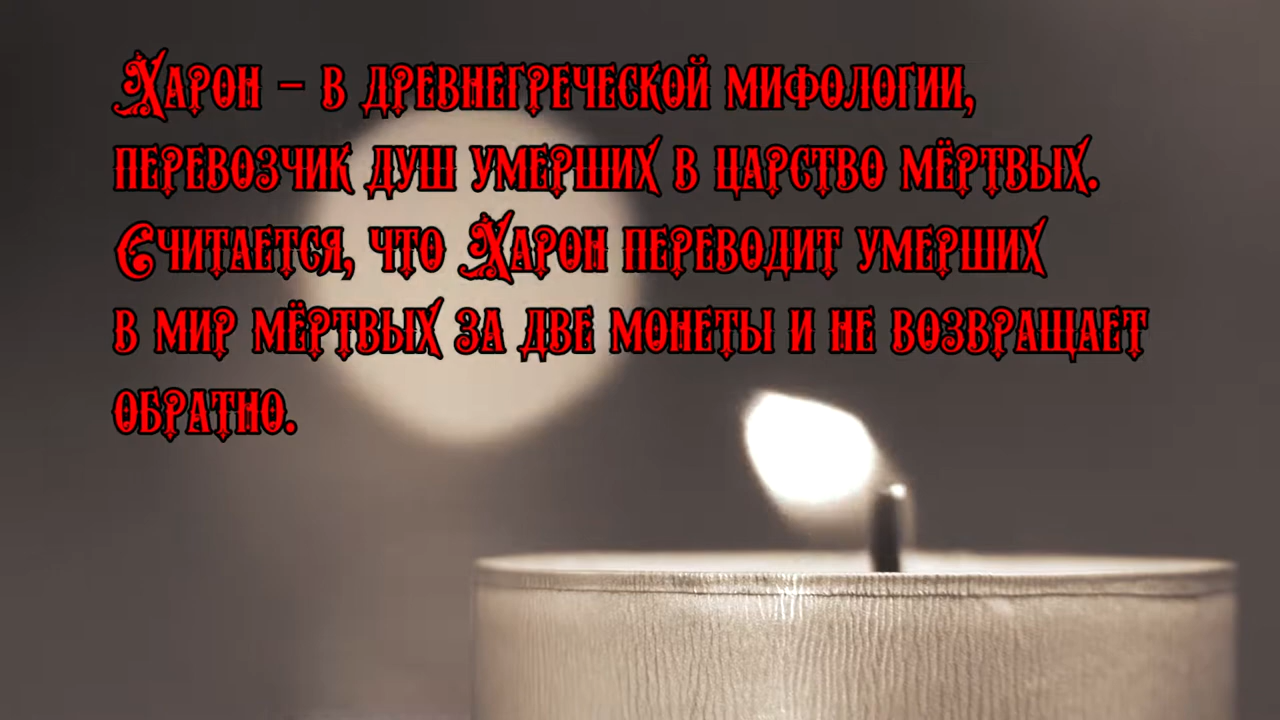 Харон – в древнегреческой мифологии,
перевозчик душ умерших в царство мёртвых.
Считается, что Харон переводит умерших
в мир мёртвых за две монеты и не возвращает
обратно.